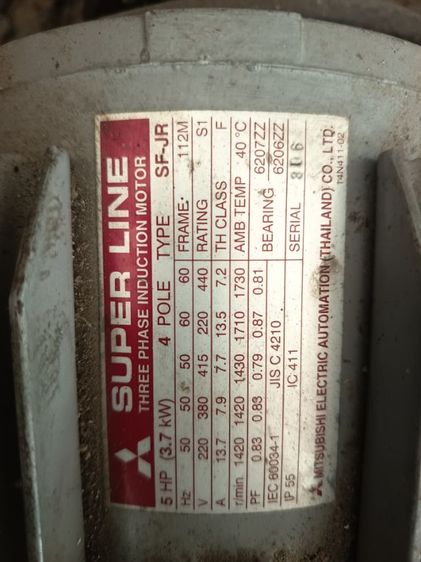 SUPER LINE
THREE PHASE INDUCTION MOTOR
5 HP (3.7 kW) 4 POLE TYPE SF-JR
Hz 50 50 50 60 60 FRAME 112M
V 220 380 415 220 440 RATING S1
A 13.7 7.9 7.7 13.5 7.2 TH CLASS F
r/min 1420 1420 1430 1710 1730 AMB TEMP 40 °C
PF 0.83 0.83 0.79 0.87 0.81 BEARING 6207ZZ
IEC 60034-1 JIS C 4210 6206ZZ
IP 55 IC-411 SERIAL
MITSUBISHI ELECTRIC AUTOMATION (THAILAND) CO., LTD.
T4N411-02